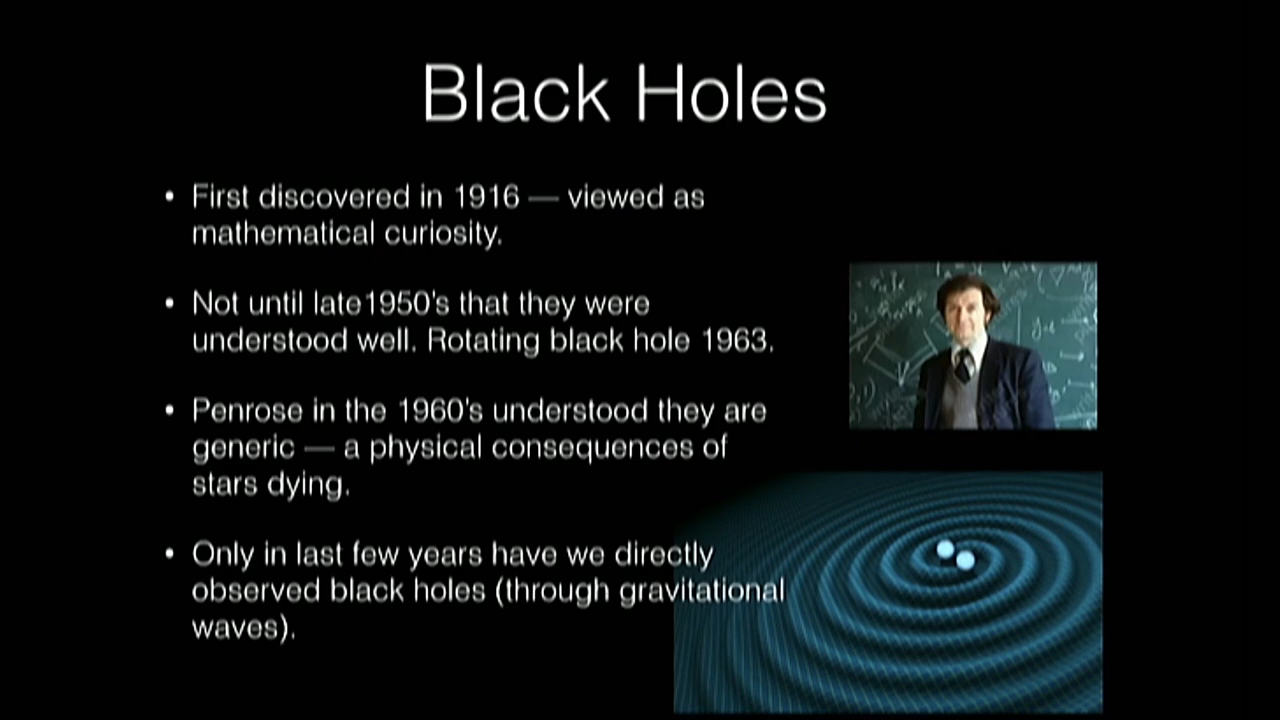 Black Holes
• First discovered in 1916 — viewed as
mathematical curiosity.
• Not until late1950's that they were
understood well. Rotating black hole 1963.
• Penrose in the 1960's understood they are
generic — a physical consequences of
stars dying.
• Only in last few years have we directly
observed black holes (through gravitational
waves).